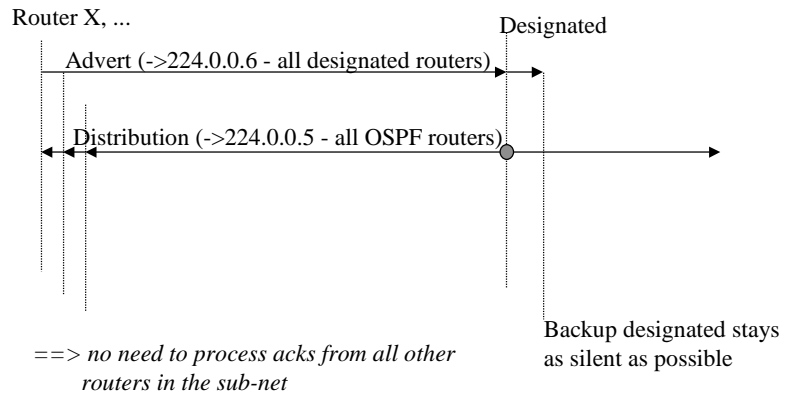 Router X, ...
Designated
Advert (->224.0.0.6 - all designated routers)
Distribution (->224.0.0.5 - all OSPF routers)
Backup designated stays
as silent as possible
==> no need to process acks from all other
routers in the sub-net